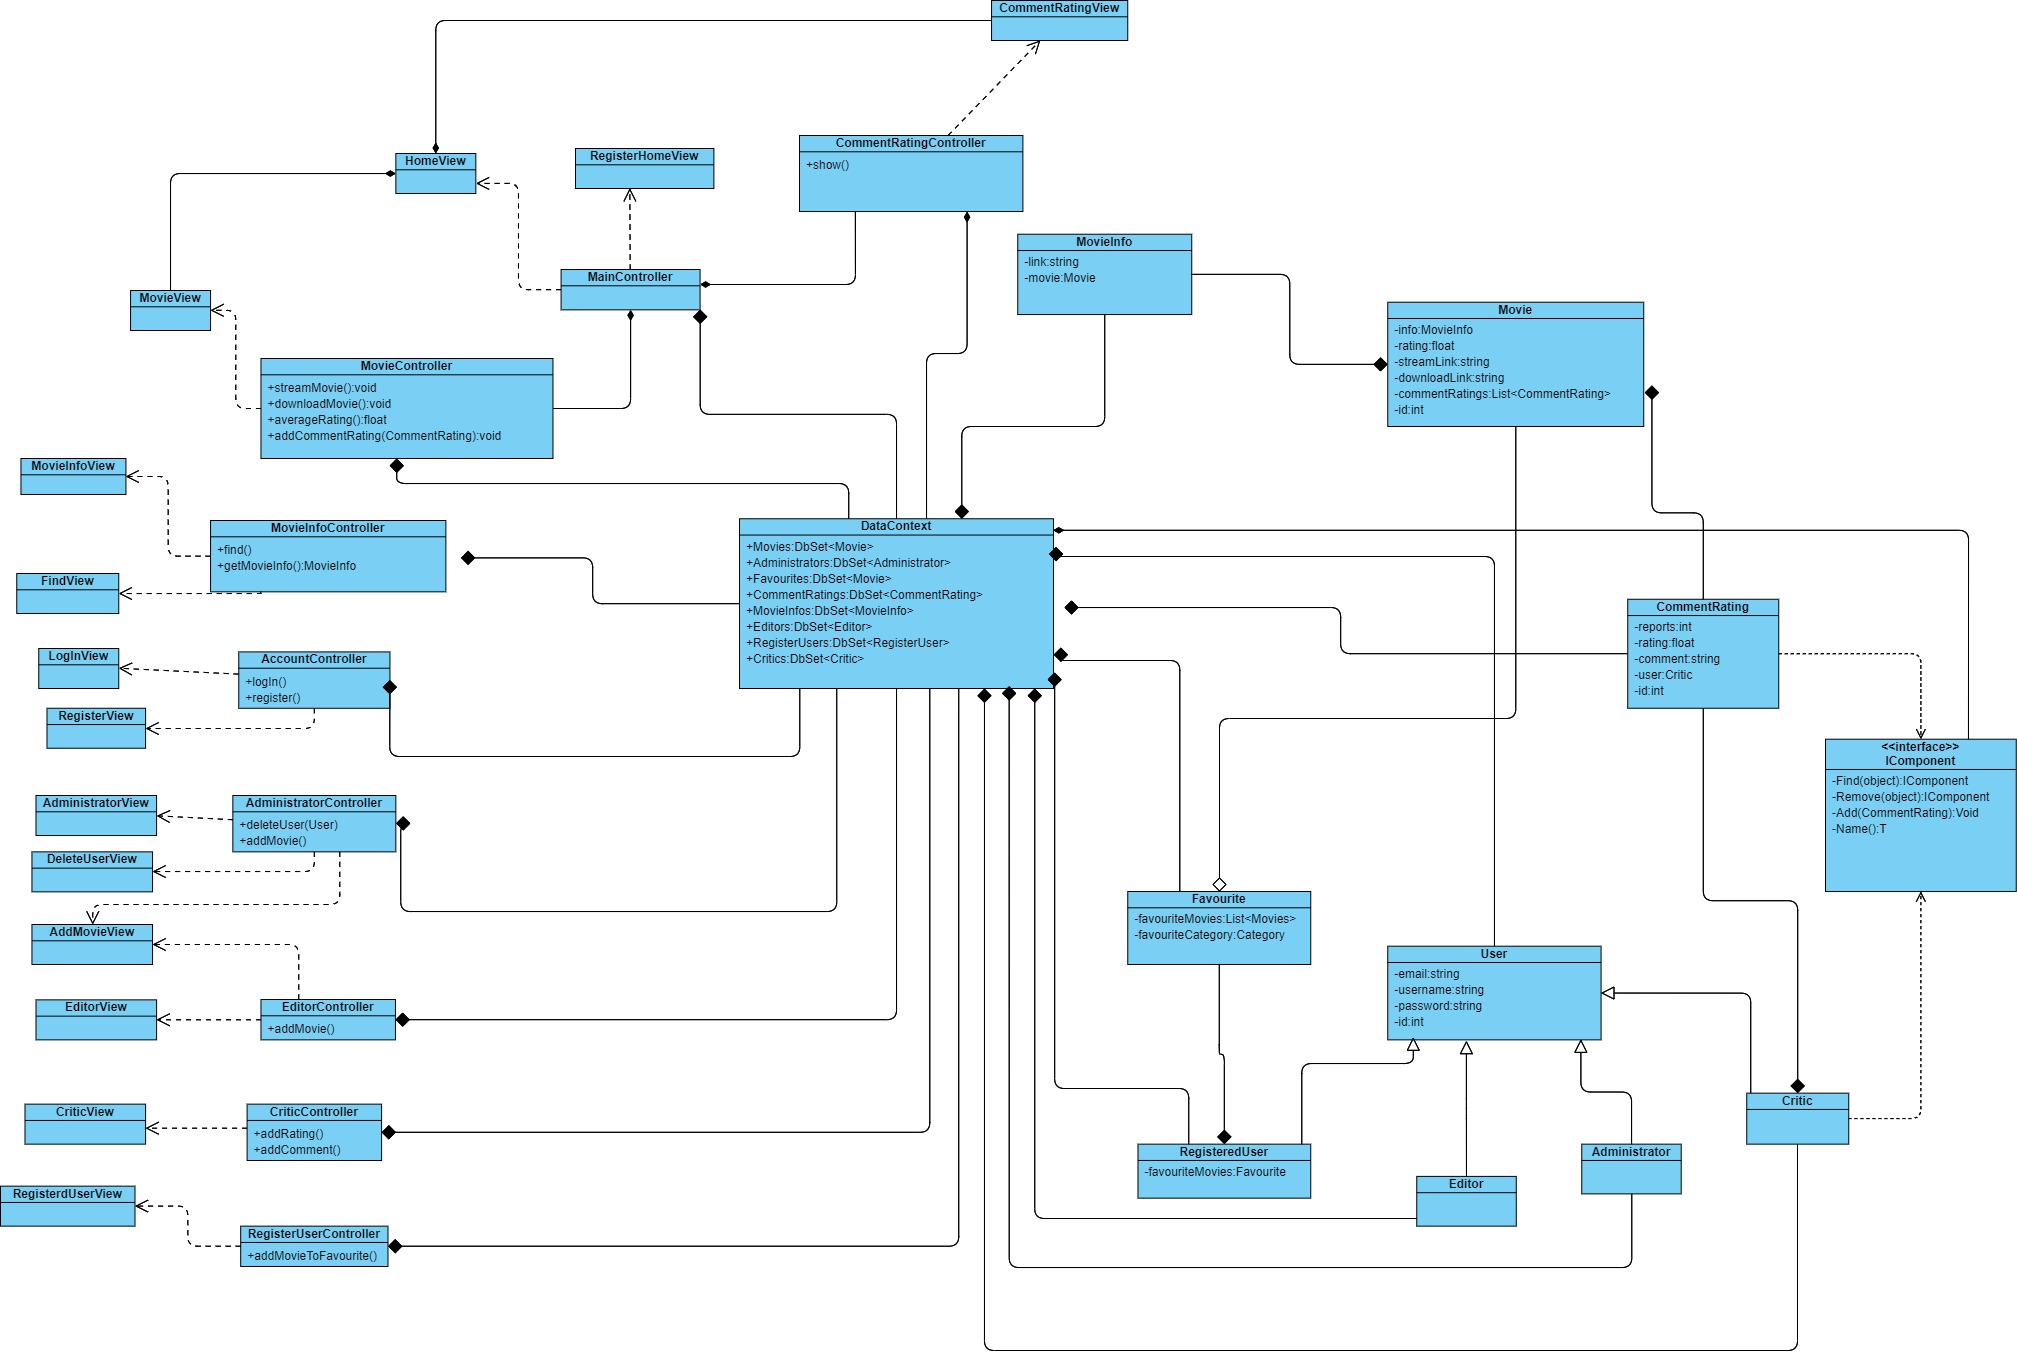 CommentRatingView
HomeView
RegisterHomeView
CommentRatingController
+show()
MovieInfo
-link:string
-movie:Movie
MainController
MovieView
Movie
-info:MovieInfo
-rating:float
-streamLink:string
-downloadLink:string
-commentRatings:List<CommentRating>
-id:int
MovieController
+streamMovie():void
+downloadMovie():void
+averageRating():float
+addCommentRating(CommentRating):void
MovieInfoView
MovieInfoController
+find()
+getMovieInfo():MovieInfo
FindView
DataContext
+Movies:DbSet<Movie>
+Administrators:DbSet<Administrator>
+Favourites:DbSet<Movie>
+CommentRatings:DbSet<CommentRating>
+MovieInfos:DbSet<MovieInfo>
+Editors:DbSet<Editor>
+RegisterUsers:DbSet<RegisterUser>
+Critics:DbSet<Critic>
CommentRating
-reports:int
-rating:float
-comment:string
-user:Critic
-id:int
LogInView
AccountController
+logIn()
+register()
RegisterView
<<interface>>
IComponent
-Find(object):IComponent
-Remove(object):IComponent
-Add(CommentRating):Void
-Name():T
AdministratorView
AdministratorController
+deleteUser(User)
+addMovie()
DeleteUserView
AddMovieView
Favourite
-favouriteMovies:List<Movies>
-favouriteCategory:Category
User
-email:string
-username:string
-password:string
-id:int
EditorView
EditorController
+addMovie()
CriticView
CriticController
+addRating()
+addComment()
Critic
RegisteredUser
-favouriteMovies:Favourite
Editor
Administrator
RegisterdUserView
RegisterUserController
+addMovieToFavourite()